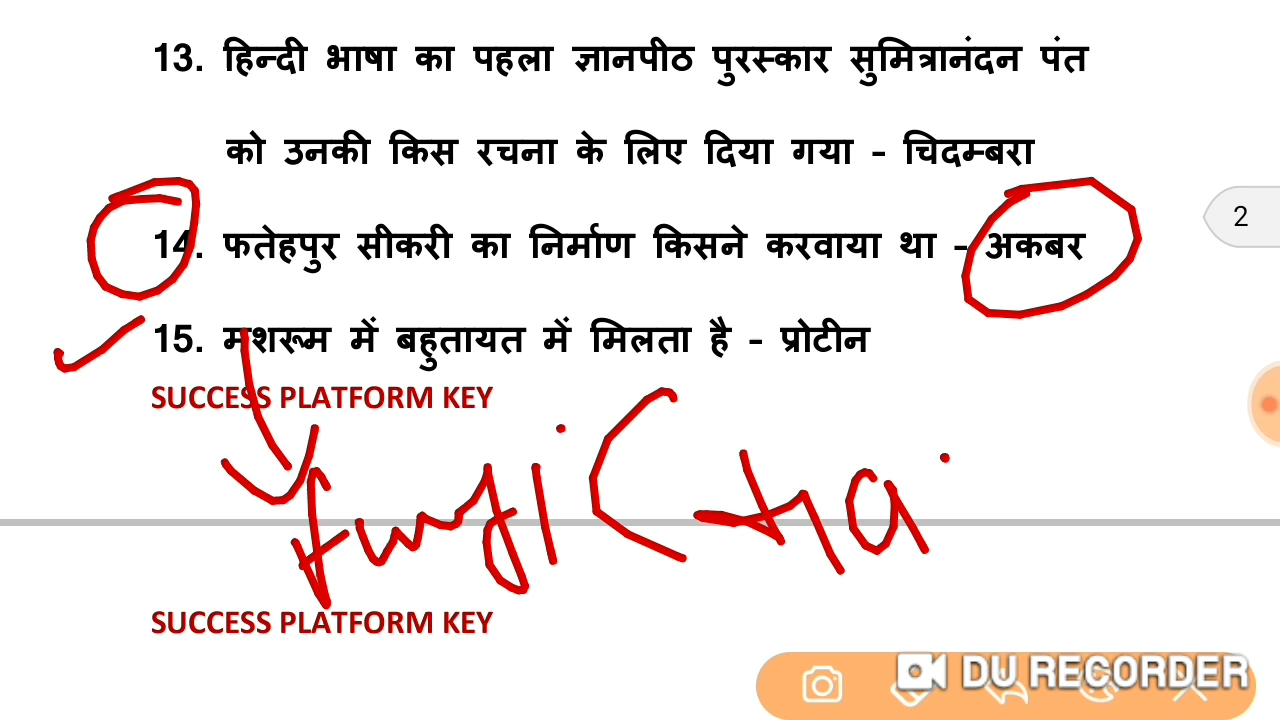 13. हिन्दी भाषा का पहला ज्ञानपीठ पुरस्कार सुमित्रानंदन पंत
को उनकी किस रचना के लिए दिया गया - चिदम्बरा
14. फतेहपुर सीकरी का निर्माण किसने करवाया था - अकबर
2
15. मशरूम में बहुतायत में मिलता है - प्रोटीन
SUCCESS PLATFORM KEY
fungi
SUCCESS PLATFORM KEY
DU RECORDER